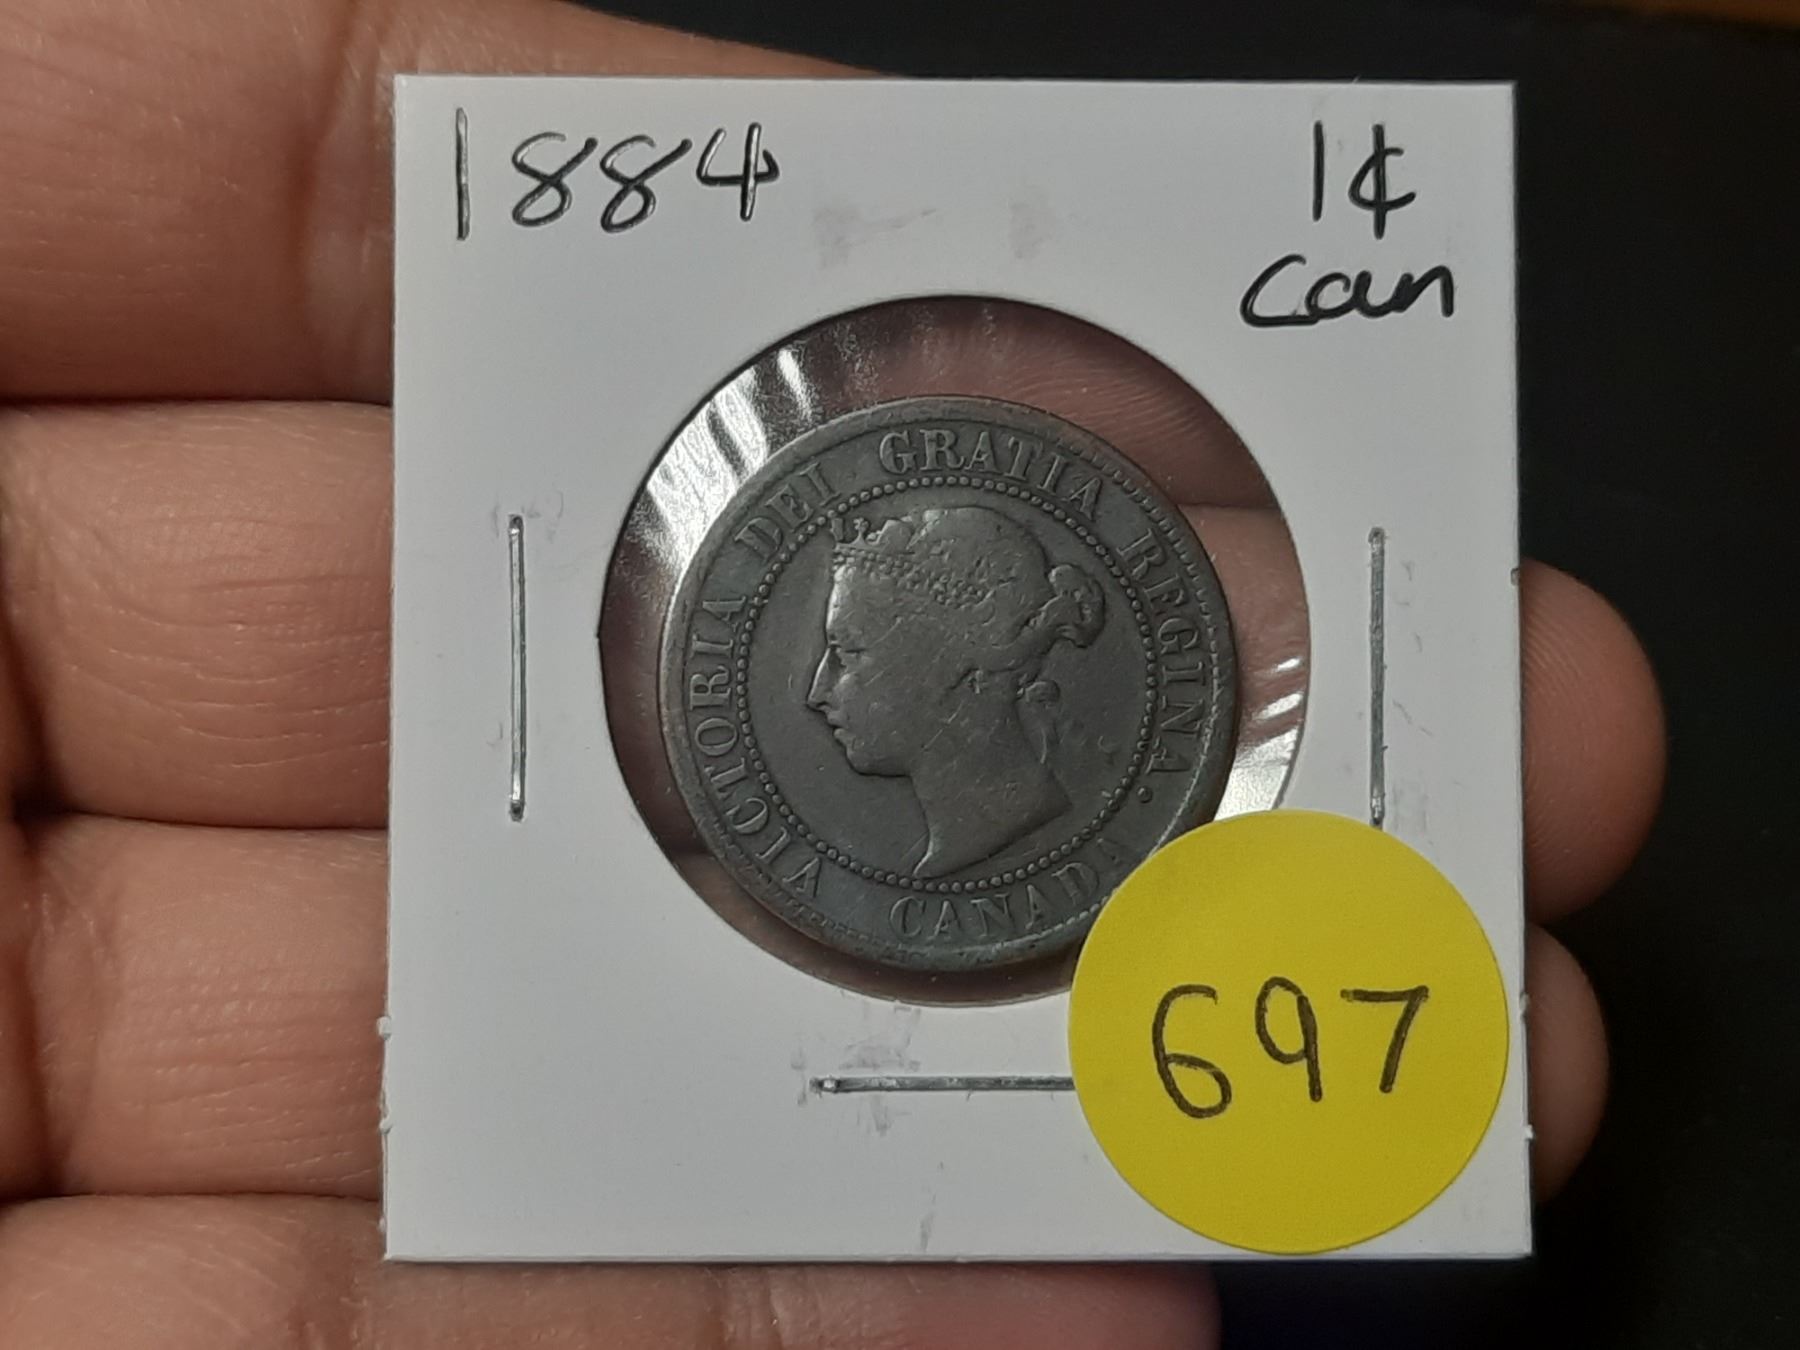 1884
1¢
Can
VICTORIA DEI GRATIA REGINA.
CANADA
697